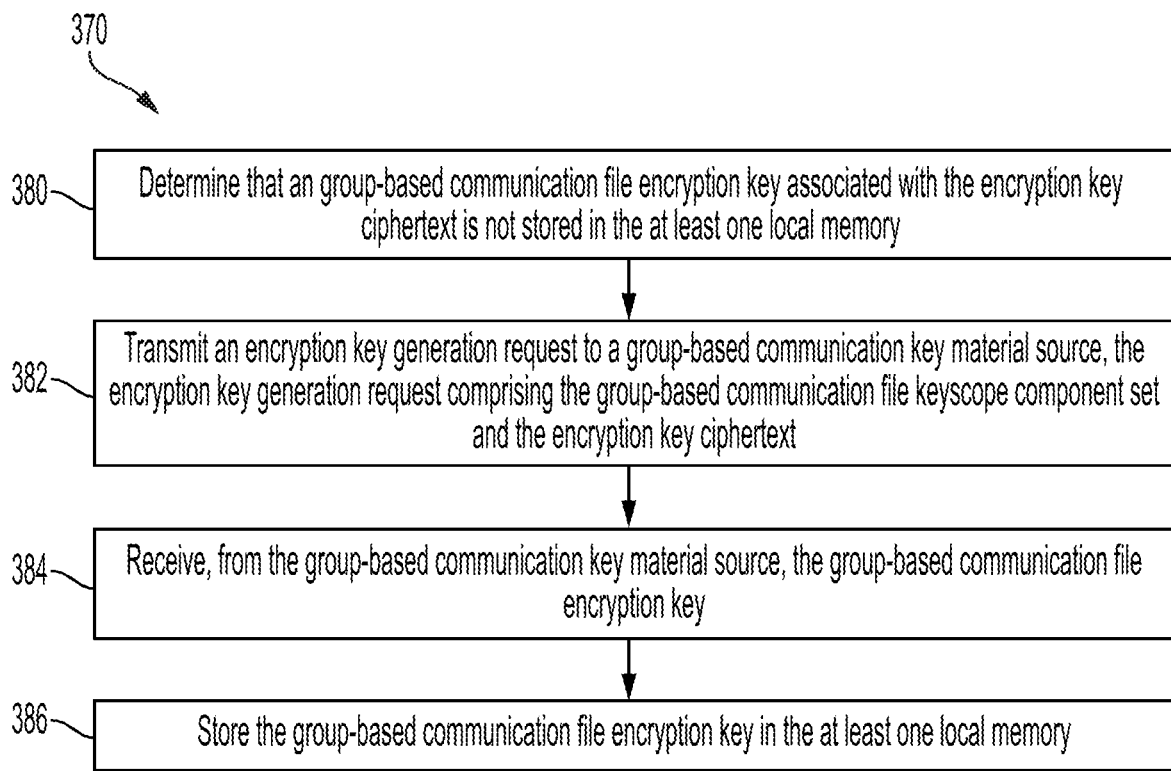 370
380
Determine that an group-based communication file encryption key associated with the encryption key
ciphertext is not stored in the at least one local memory
382
Transmit an encryption key generation request to a group-based communication key material source, the
encryption key generation request comprising the group-based communication file keyscope component set
and the encryption key ciphertext
384
Receive, from the group-based communication key material source, the group-based communication file
encryption key
386
Store the group-based communication file encryption key in the at least one local memory